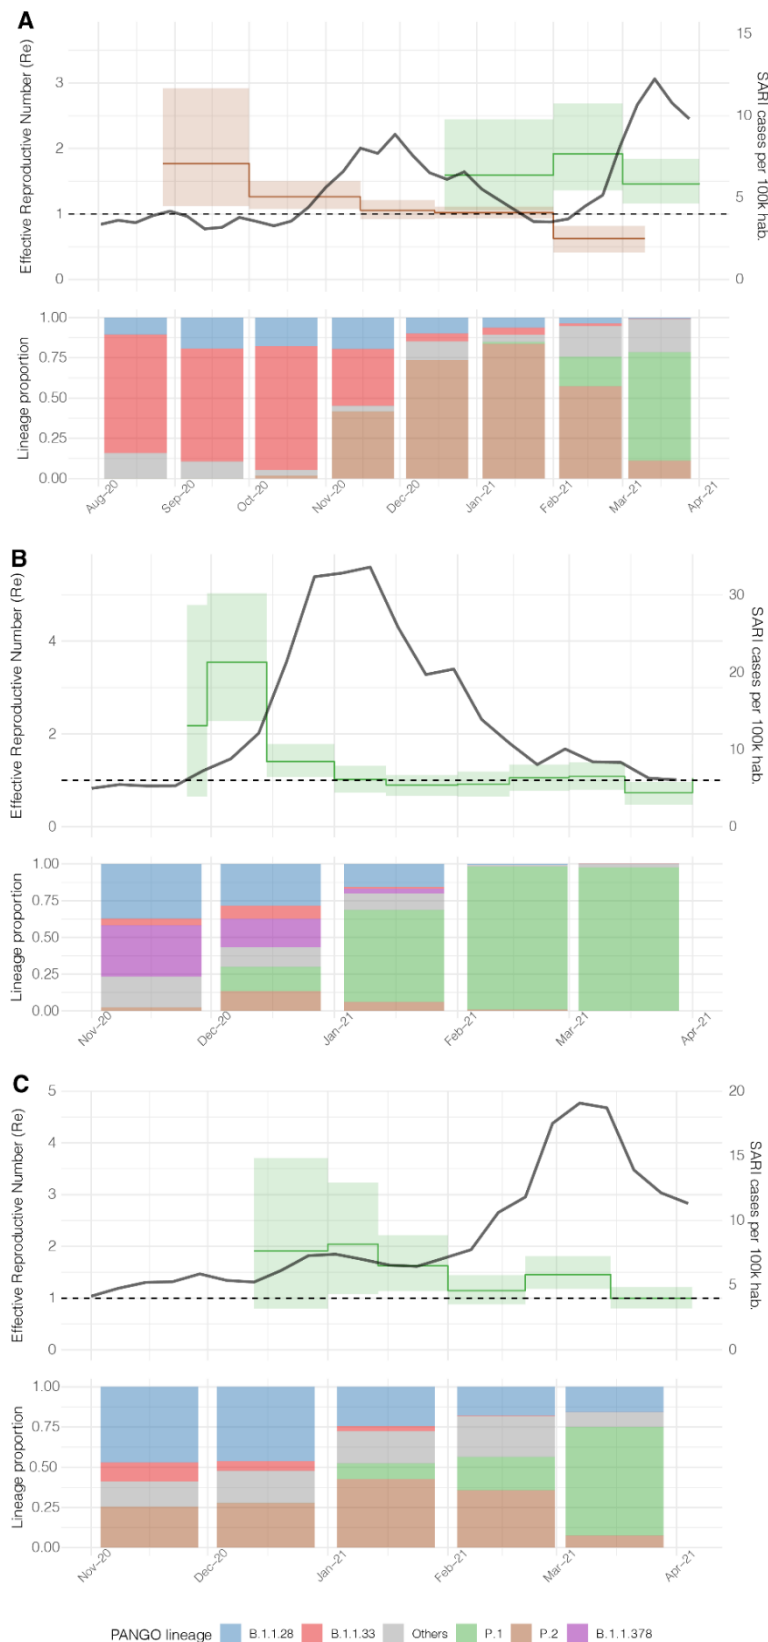 A
Effective Reproductive Number (Re)
3
2
1
0
15
10
5
0
SARI cases per 100k hab.
Lineage proportion
1.00
0.75
0.50
0.25
0.00
Aug-20 Sep-20 Oct-20 Nov-20 Dec-20 Jan-21 Feb-21 Mar-21 Apr-21
B
Effective Reproductive Number (Re)
4
2
0
30
20
10
0
SARI cases per 100k hab.
Lineage proportion
1.00
0.75
0.50
0.25
0.00
Nov-20 Dec-20 Jan-21 Feb-21 Mar-21 Apr-21
C
Effective Reproductive Number (Re)
5
4
3
2
1
0
20
15
10
5
0
SARI cases per 100k hab.
Lineage proportion
1.00
0.75
0.50
0.25
0.00
Nov-20 Dec-20 Jan-21 Feb-21 Mar-21 Apr-21
PANGO lineage B.1.1.28 B.1.1.33 Others P.1 P.2 B.1.1.378